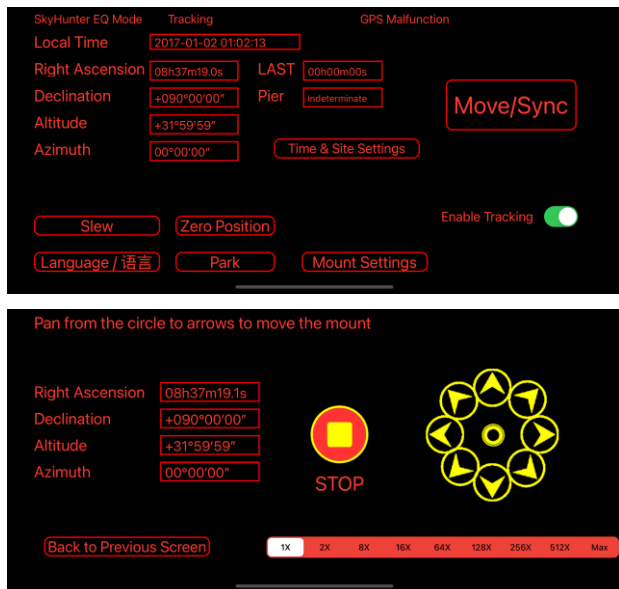 SkyHunter EQ Mode Tracking GPS Malfunction
Local Time 2017-01-02 01:02:13
Right Ascension 08h37m19.0s LAST 00h00m00s
Declination +090°00′00″ Pier Indeterminate
Move/Sync
Altitude +31°59′59″
Azimuth 00°00′00″ Time & Site Settings
Enable Tracking
Slew Zero Position
Language / 语言 Park Mount Settings
Pan from the circle to arrows to move the mount
Right Ascension 08h37m19.1s
Declination +090°00′00″
Altitude +31°59′59″
Azimuth 00°00′00″
STOP
Back to Previous Screen 1X 2X 8X 16X 64X 128X 256X 512X Max